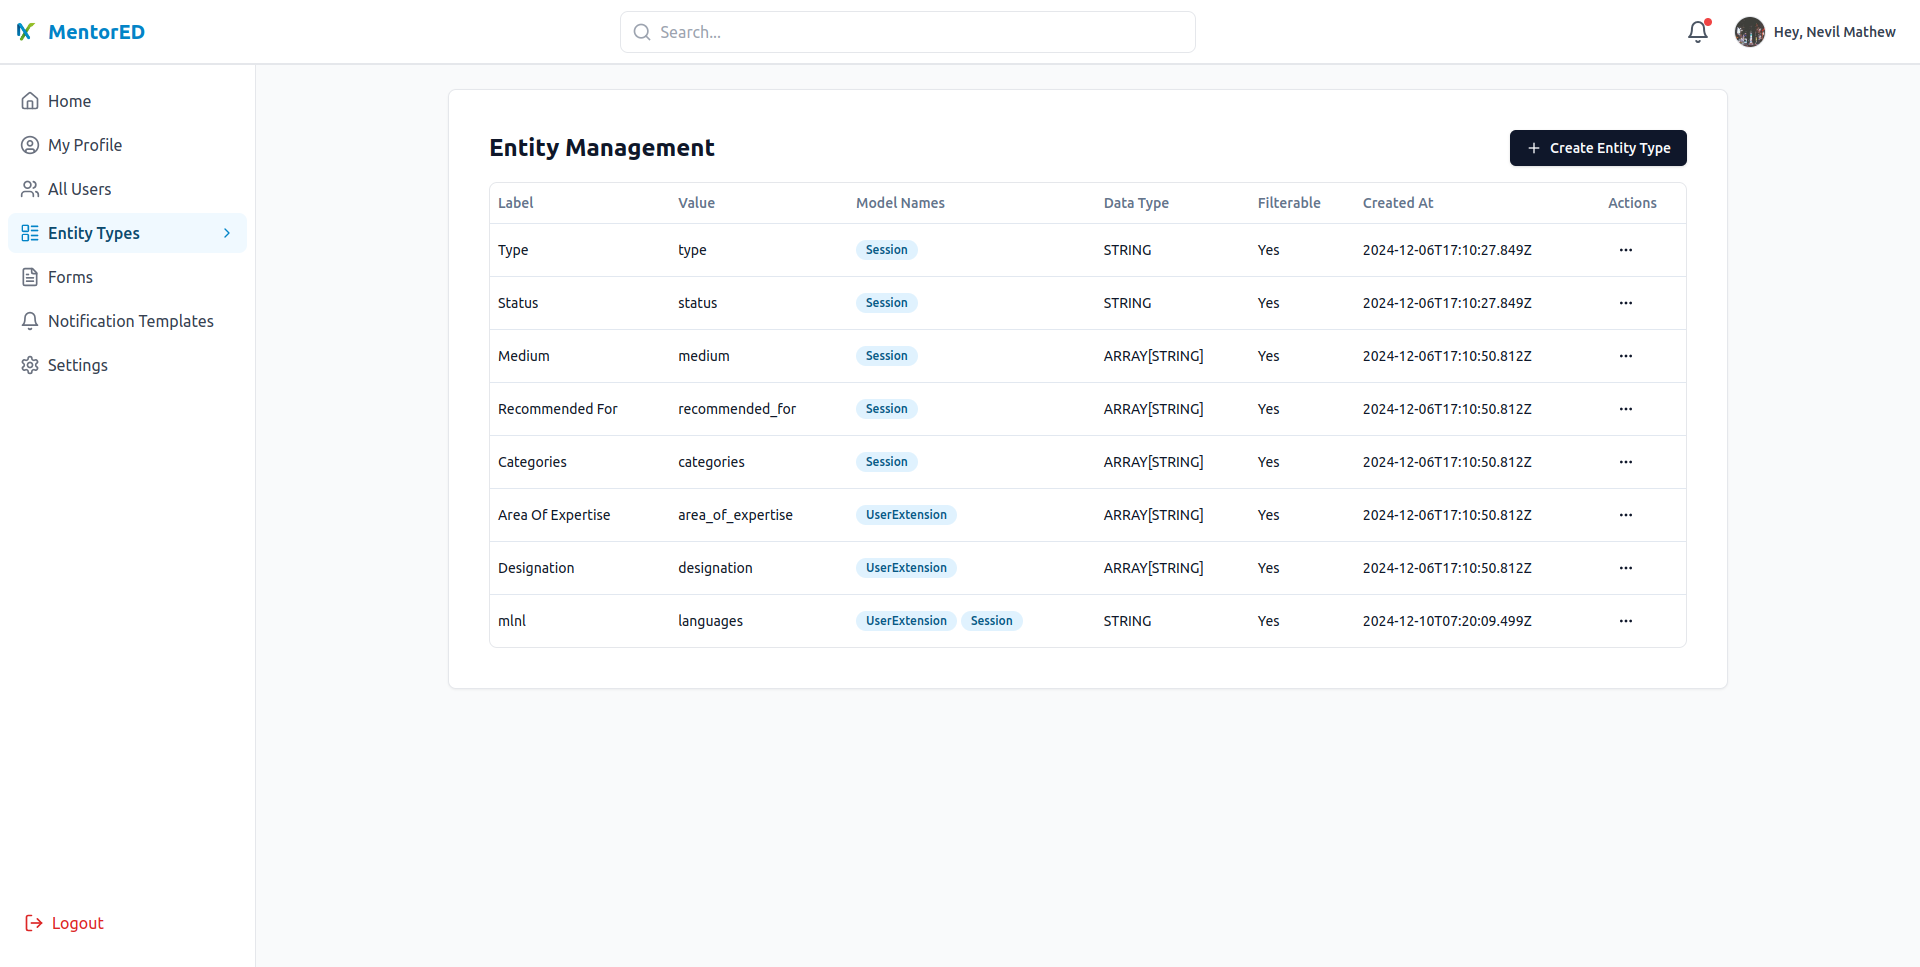 MentorED
Search...
Hey, Nevil Mathew
Home
My Profile
All Users
Entity Types
Forms
Notification Templates
Settings
Logout
Entity Management
Create Entity Type
Label Value Model Names Data Type Filterable Created At Actions
Type type Session STRING Yes 2024-12-06T17:10:27.849Z
Status status Session STRING Yes 2024-12-06T17:10:27.849Z
Medium medium Session ARRAY[STRING] Yes 2024-12-06T17:10:50.812Z
Recommended For recommended_for Session ARRAY[STRING] Yes 2024-12-06T17:10:50.812Z
Categories categories Session ARRAY[STRING] Yes 2024-12-06T17:10:50.812Z
Area Of Expertise area_of_expertise UserExtension ARRAY[STRING] Yes 2024-12-06T17:10:50.812Z
Designation designation UserExtension ARRAY[STRING] Yes 2024-12-06T17:10:50.812Z
mlnl languages UserExtension Session STRING Yes 2024-12-10T07:20:09.499Z